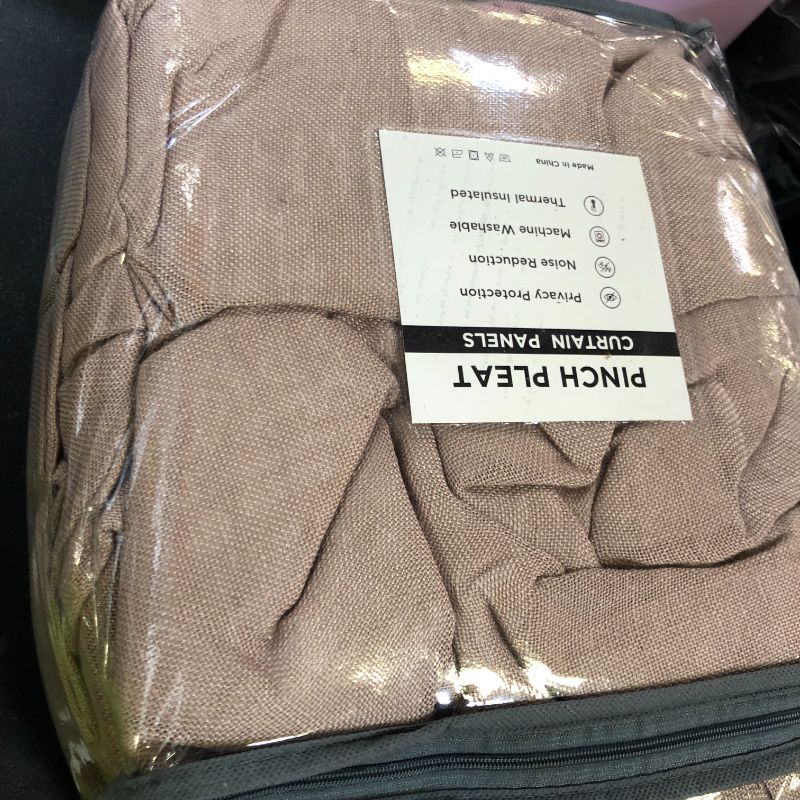 PINCH PLEAT
CURTAIN PANELS
Privacy Protection
Noise Reduction
Machine Washable
Thermal Insulated
Made in China